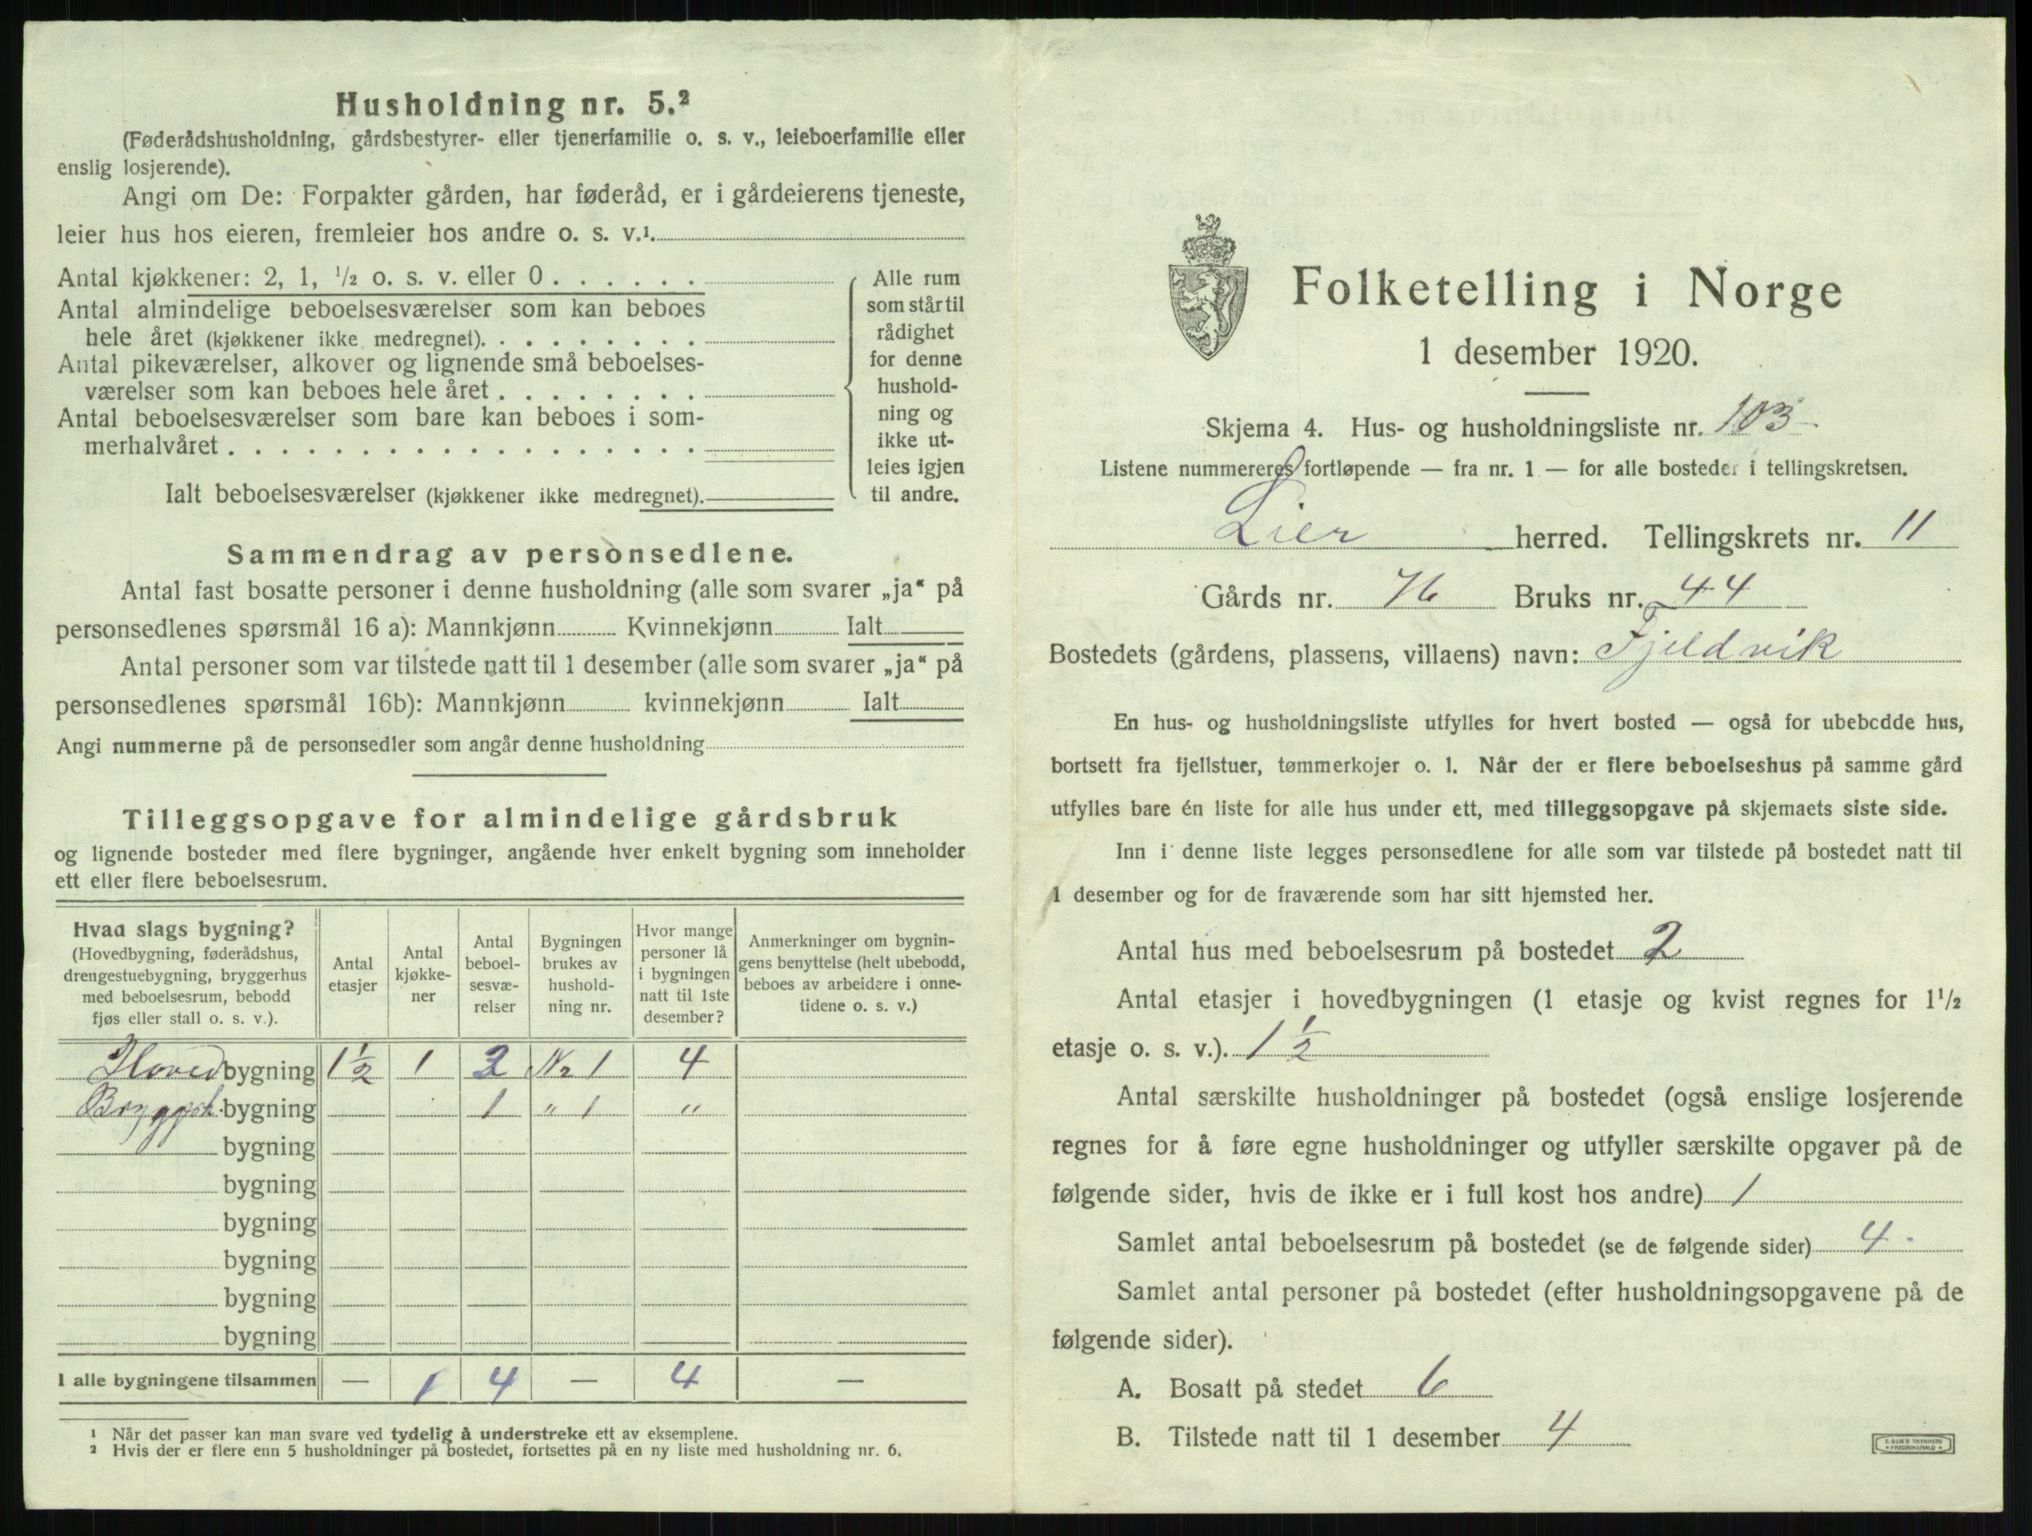 Husholdning nr. 5.²
(Føderådshusholdning, gårdsbestyrer- eller tjenerfamilie o. s. v., leieboerfamilie eller
enslig losjerende).
Angi om De: Forpakter gården, har føderåd, er i gårdeierens tjeneste,
leier hus hos eieren, fremleier hos andre o. s. v.¹
Antal kjøkkener: 2, 1, ½ o. s. v. eller 0 . . . . . .
Antal almindelige beboelsesværelser som kan beboes
hele året (kjøkkener ikke medregnet). . . . . . . . .
Antal pikeværelser, alkover og lignende små beboelses-
værelser som kan beboes hele året . . . . . . . .
Antal beboelsesværelser som bare kan beboes i som-
merhalvåret . . . . . . . . . . . . . . . . . .
Ialt beboelsesværelser (kjøkkener ikke medregnet).
Alle rum
som står til
rådighet
for denne
hushold-
ning og
ikke ut-
leies igjen
til andre.
Sammendrag av personsedlene.
Antal fast bosatte personer i denne husholdning (alle som svarer „ja“ på
personsedlenes spørsmål 16 a): Mannkjønn Kvinnekjønn Ialt
Antal personer som var tilstede natt til 1 desember (alle som svarer „ja“ på
personsedlenes spørsmål 16b): Mannkjønn kvinnekjønn Ialt
Angi nummerne på de personsedler som angår denne husholdning
Tilleggsopgave for almindelige gårdsbruk
og lignende bosteder med flere bygninger, angående hver enkelt bygning som inneholder
ett eller flere beboelsesrum.
Hvad slags bygning?
(Hovedbygning, føderådshus,
drengestuebygning, bryggerhus
med beboelsesrum, bebodd
fjøs eller stall o. s. v.).
Antal
etasjer
Antal
kjøkke-
ner
Antal
beboel-
sesvæ-
relser
Bygningen
brukes av
hushold-
ning nr.
Hvor mange
personer lå
i bygningen
natt til 1ste
desember?
Anmerkninger om bygnin-
gens benyttelse (helt ubebodd,
beboes av arbeidere i onne-
tidene o. s. v.)
Hovedbygning 1½ 1 3 No 1 4
Bryggeh. bygning 1 " 1 "
bygning
bygning
bygning
bygning
bygning
bygning
I alle bygningene tilsammen — 1 4 — 4 —
¹ Når det passer kan man svare ved tydelig å understreke ett av eksemplene.
² Hvis der er flere enn 5 husholdninger på bostedet, fortsettes på en ny liste med husholdning nr. 6.
Folketelling i Norge
1 desember 1920.
Skjema 4. Hus- og husholdningsliste nr. 103
Listene nummereres fortløpende — fra nr. 1 — for alle bosteder i tellingskretsen.
Lier herred. Tellingskrets nr. 11
Gårds nr. 76 Bruks nr. 44
Bostedets (gårdens, plassens, villaens) navn: Fjeldvik
En hus- og husholdningsliste utfylles for hvert bosted — også for ubebodde hus,
bortsett fra fjellstuer, tømmerkojer o. l. Når der er flere beboelseshus på samme gård
utfylles bare én liste for alle hus under ett, med tilleggsopgave på skjemaets siste side.
Inn i denne liste legges personsedlene for alle som var tilstede på bostedet natt til
1 desember og for de fraværende som har sitt hjemsted her.
Antal hus med beboelsesrum på bostedet 2
Antal etasjer i hovedbygningen (1 etasje og kvist regnes for 1½
etasje o. s. v.). 1½
Antal særskilte husholdninger på bostedet (også enslige losjerende
regnes for å føre egne husholdninger og utfyller særskilte opgaver på de
følgende sider, hvis de ikke er i full kost hos andre) 1
Samlet antal beboelsesrum på bostedet (se de følgende sider) 4
Samlet antal personer på bostedet (efter husholdningsopgavene på de
følgende sider).
A. Bosatt på stedet 6
B. Tilstede natt til 1 desember 4